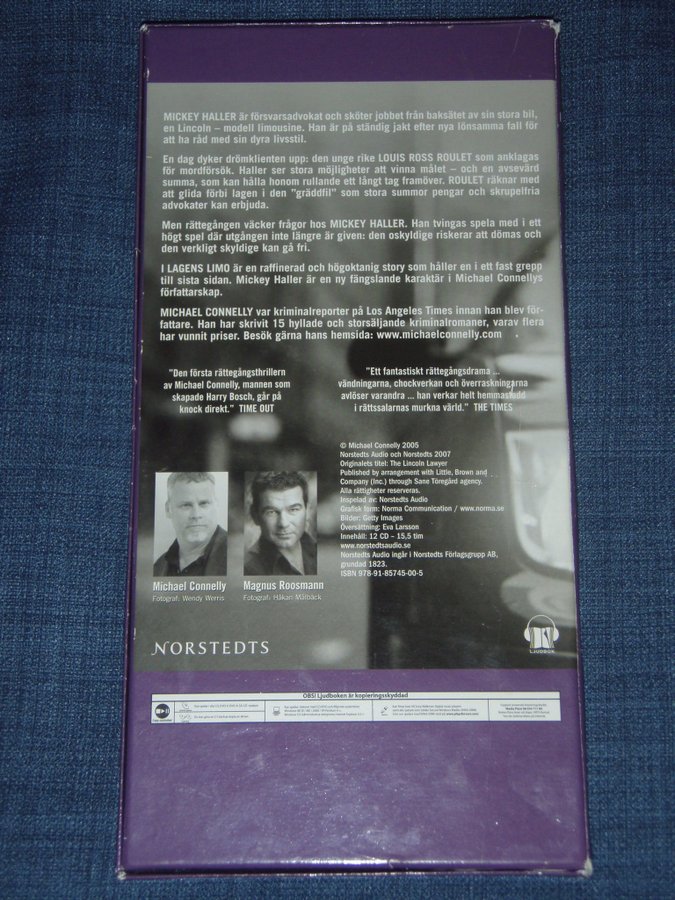 MICKEY HALLER är försvarsadvokat och sköter jobbet från baksätet av sin stora bil,
en Lincoln – modell limousine. Han är på ständig jakt efter nya lönsamma fall för
att ha råd med sin dyra livsstil.
En dag dyker drömklienten upp: den unge rike LOUIS ROSS ROULET som anklagas
för mordförsök. Haller ser stora möjligheter att vinna målet – och en avsevärd
summa, som kan hålla honom rullande ett långt tag framöver. ROULET räknar med
att glida förbi lagen i den "gräddfil" som stora summor pengar och skrupelfria
advokater kan erbjuda.
Men rättegången väcker frågor hos MICKEY HALLER. Han tvingas spela med i ett
högt spel där utgången inte längre är given: den oskyldige riskerar att dömas och
den verkligt skyldige kan gå fri.
I LAGENS LIMO är en raffinerad och högoktanig story som håller en i ett fast grepp
till sista sidan. Mickey Haller är en ny fängslande karaktär i Michael Connellys
författarskap.
MICHAEL CONNELLY var kriminalreporter på Los Angeles Times innan han blev för-
fattare. Han har skrivit 15 hyllade och storsäljande kriminalromaner, varav flera
har vunnit priser. Besök gärna hans hemsida: www.michaelconnelly.com
"Den första rättegångsthrillern
av Michael Connelly, mannen som
skapade Harry Bosch, går på
knock direkt." TIME OUT
"Ett fantastiskt rättegångsdrama ...
vändningarna, chockverkan och överraskningarna
avlöser varandra ... han verkar helt hemmastadd
i rättssalarnas murkna värld." THE TIMES
© Michael Connelly 2005
Norstedts Audio och Norstedts 2007
Originalets titel: The Lincoln Lawyer
Published by arrangement with Little, Brown and
Company (Inc.) through Sane Töregård agency.
Alla rättigheter reserveras.
Inspelad av: Norstedts Audio
Grafisk form: Norma Communication / www.norma.se
Bilder: Getty Images
Översättning: Eva Larsson
Innehåll: 12 CD – 15,5 tim
www.norstedtsaudio.se
Norstedts Audio ingår i Norstedts Förlagsgrupp AB,
grundad 1823.
ISBN 978-91-85745-00-5
Michael Connelly
Fotograf: Wendy Werris
Magnus Roosmann
Fotograf: Håkan Målbäck
NORSTEDTS
LJUDBOK
OBS! Ljudboken är kopieringsskyddad